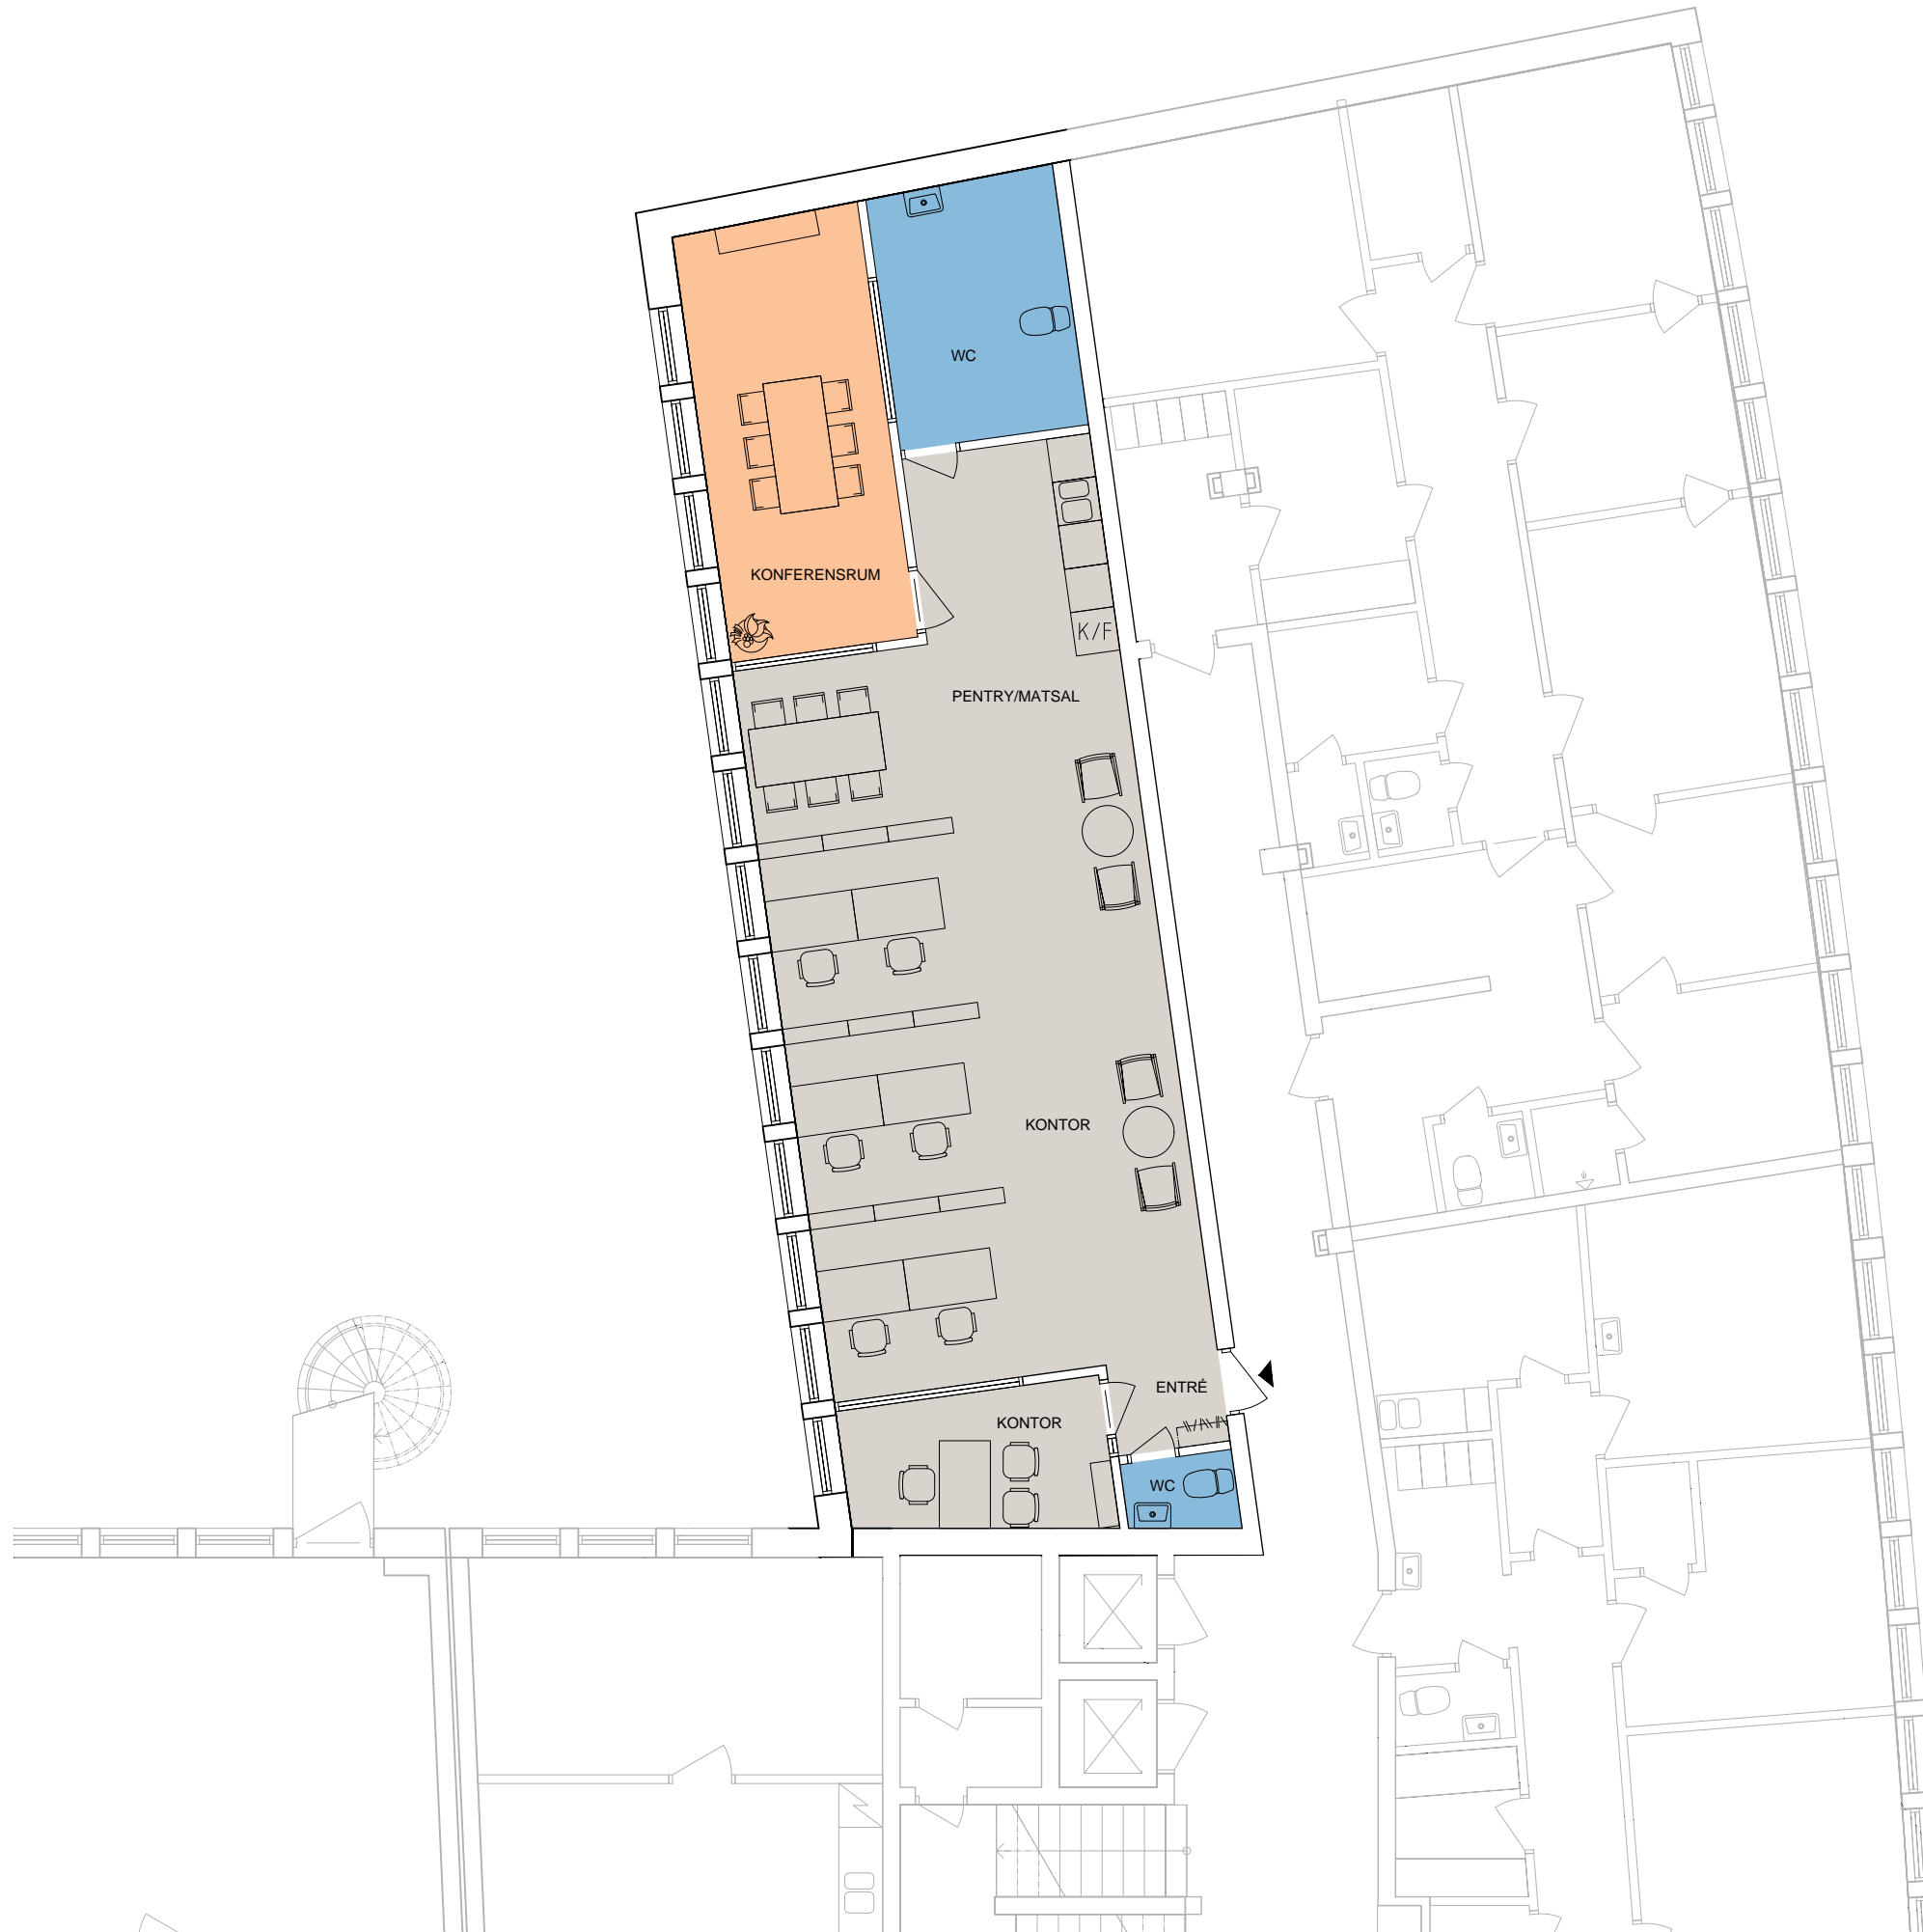 WC
KONFERENSRUM
K/F
PENTRY/MATSAL
KONTOR
ENTRÉ
KONTOR
WC